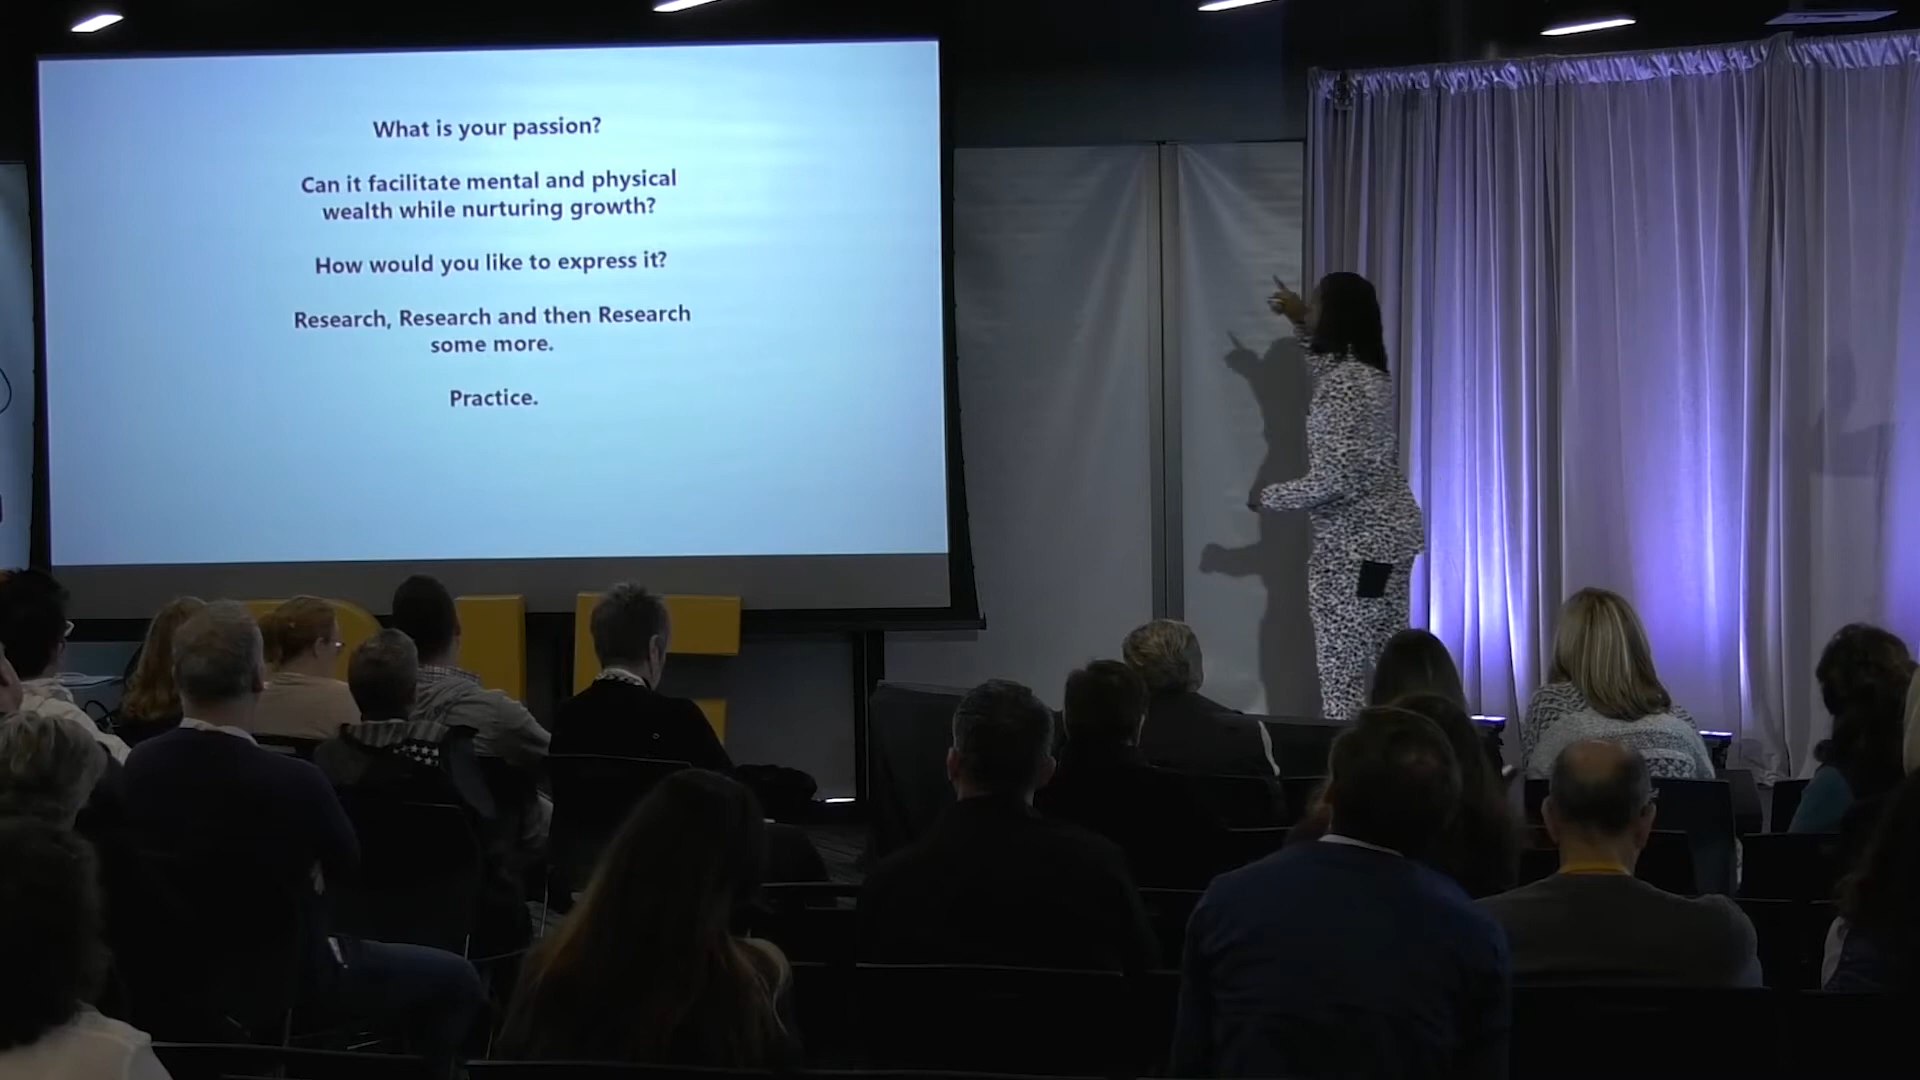 What is your passion?
Can it facilitate mental and physical
wealth while nurturing growth?
How would you like to express it?
Research, Research and then Research
some more.
Practice.